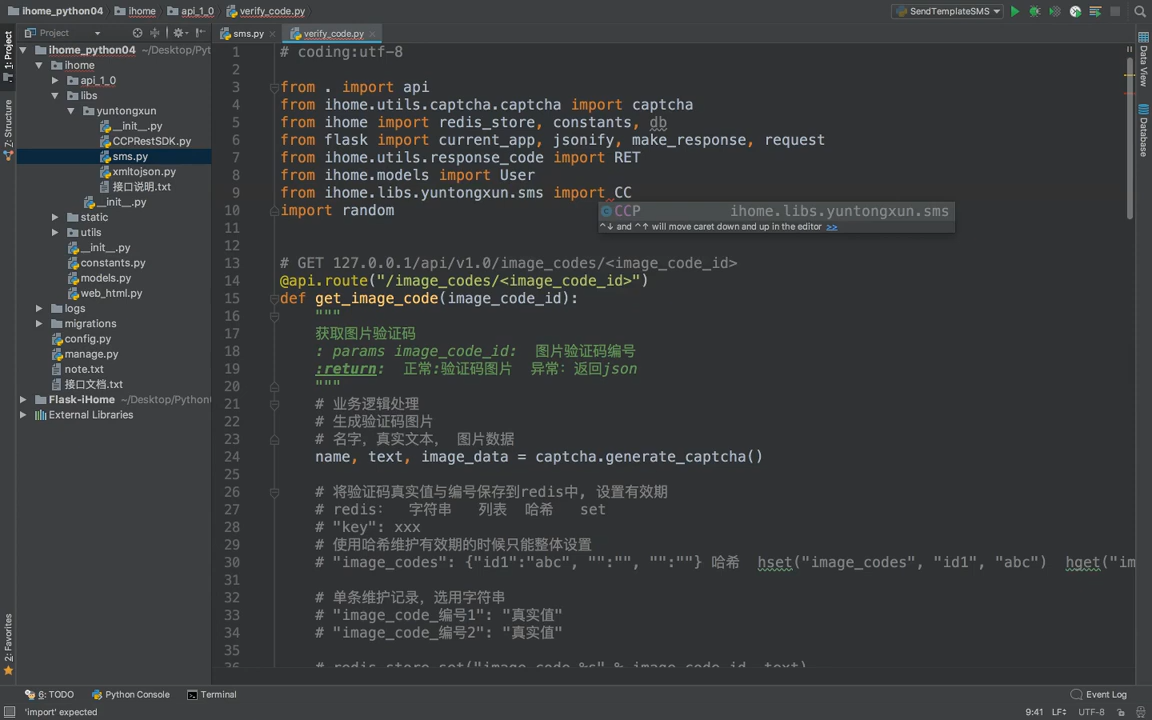 ihome_python04
ihome
api_1_0
verify_code.py
SendTemplateSMS
Project
sms.py
verify_code.py
1: Project
Z: Structure
2: Favorites
Data View
Database
ihome_python04 ~/Desktop/Pyt
ihome
api_1_0
libs
yuntongxun
__init__.py
CCPRestSDK.py
sms.py
xmltojson.py
接口说明.txt
__init__.py
static
utils
__init__.py
constants.py
models.py
web_html.py
logs
migrations
config.py
manage.py
note.txt
接口文档.txt
Flask-iHome ~/Desktop/Python
External Libraries
1 # coding:utf-8
2
3 from . import api
4 from ihome.utils.captcha.captcha import captcha
5 from ihome import redis_store, constants, db
6 from flask import current_app, jsonify, make_response, request
7 from ihome.utils.response_code import RET
8 from ihome.models import User
9 from ihome.libs.yuntongxun.sms import CC
CCP ihome.libs.yuntongxun.sms
^↓ and ^↑ will move caret down and up in the editor >>
10 import random
11
12
13 # GET 127.0.0.1/api/v1.0/image_codes/<image_code_id>
14 @api.route("/image_codes/<image_code_id>")
15 def get_image_code(image_code_id):
16 """
17 获取图片验证码
18 : params image_code_id: 图片验证码编号
19 :return: 正常:验证码图片 异常：返回json
20 """
21 # 业务逻辑处理
22 # 生成验证码图片
23 # 名字，真实文本， 图片数据
24 name, text, image_data = captcha.generate_captcha()
25
26 # 将验证码真实值与编号保存到redis中, 设置有效期
27 # redis： 字符串 列表 哈希 set
28 # "key": xxx
29 # 使用哈希维护有效期的时候只能整体设置
30 # "image_codes": {"id1":"abc", "":"", "":""} 哈希 hset("image_codes", "id1", "abc") hget("im
31
32 # 单条维护记录，选用字符串
33 # "image_code_编号1": "真实值"
34 # "image_code_编号2": "真实值"
35
36 # redis_store.set("image_code_%s" % image_code_id, text)
6: TODO
Python Console
Terminal
Event Log
'import' expected
9:41 LF UTF-8